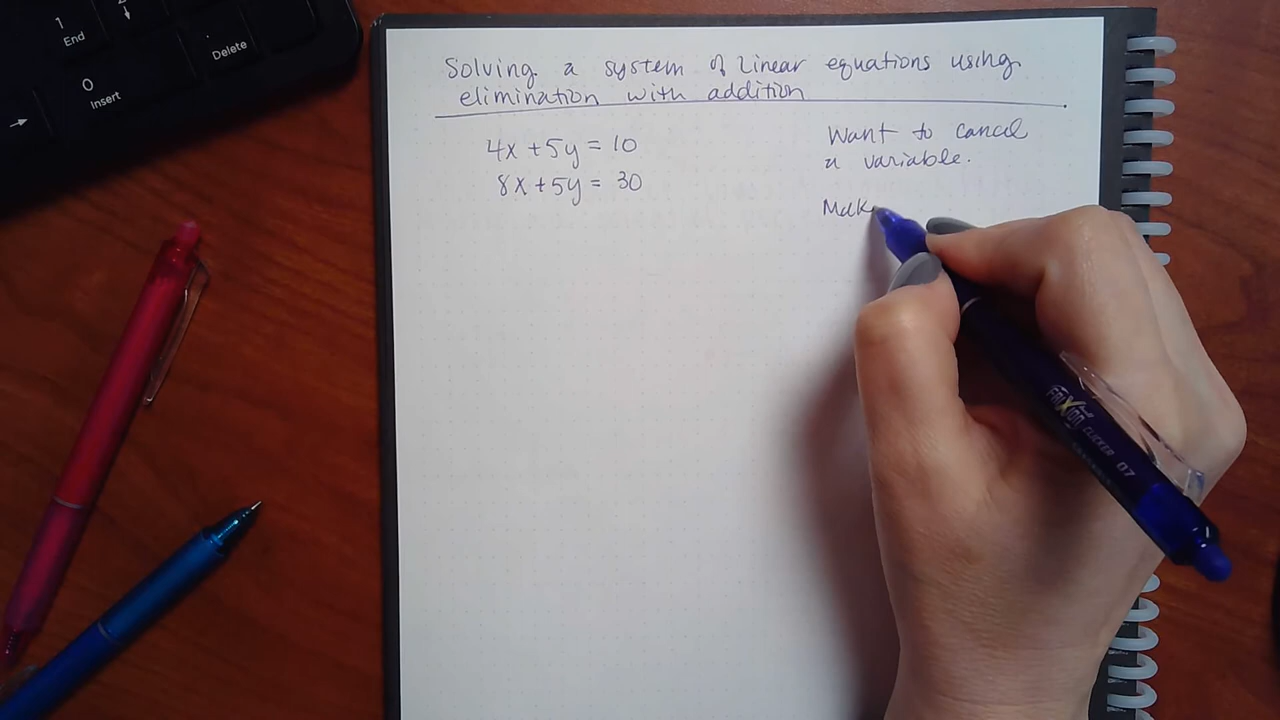 1
End
↓
Delete
0
Insert
→
Solving a system of linear equations using
elimination with addition
4x + 5y = 10
8x + 5y = 30
Want to cancel
a variable.
Make
FRIXION CLICKER 07